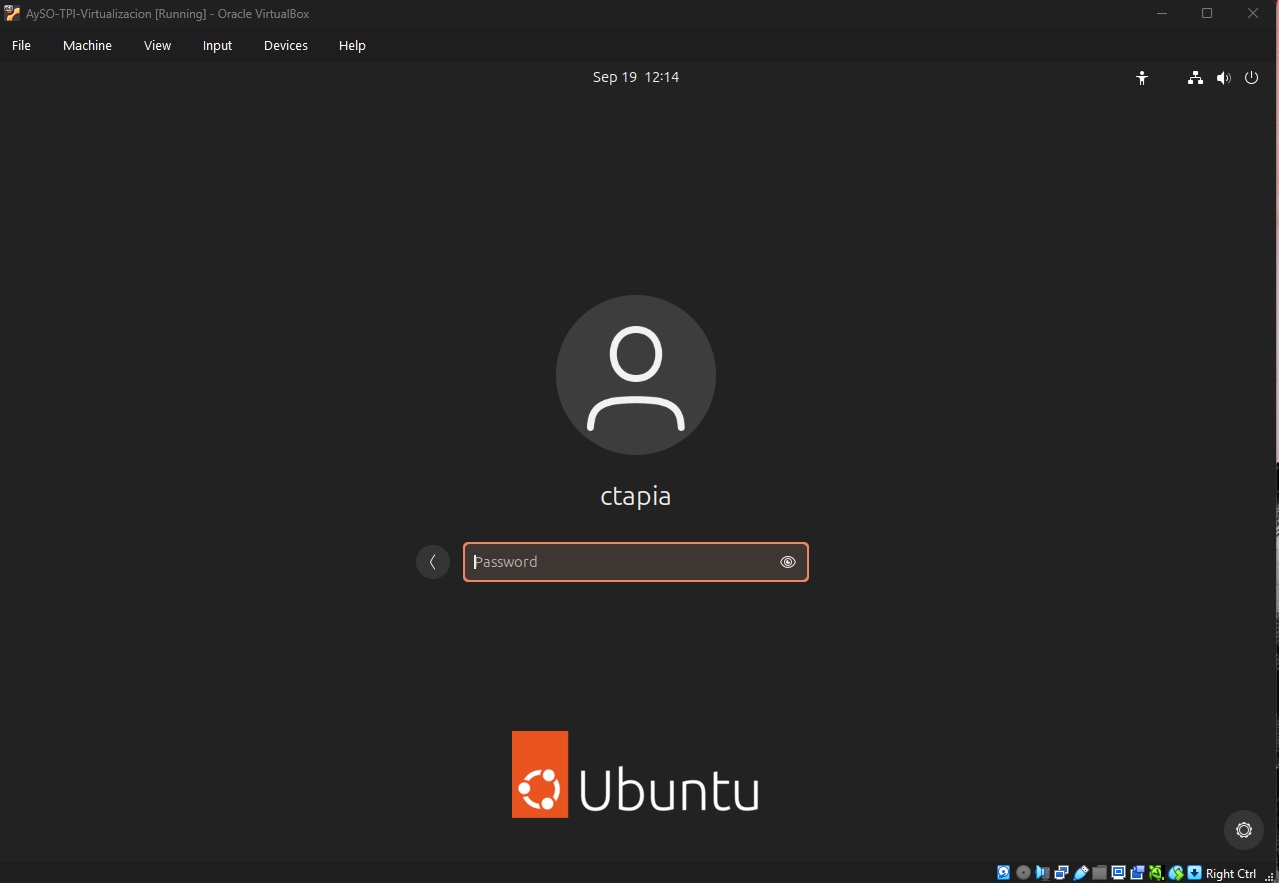 AySO-TPI-Virtualizacion [Running] - Oracle VirtualBox
File Machine View Input Devices Help
Sep 19 12:14
ctapia
Password
Ubuntu
Right Ctrl